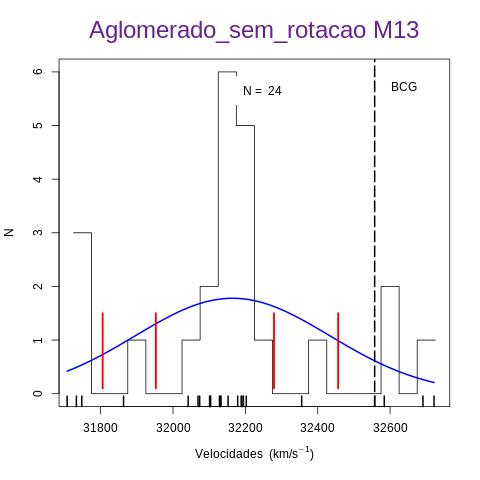 Aglomerado_sem_rotacao M13
N = 24
BCG
N
0
1
2
3
4
5
6
31800 32000 32200 32400 32600
Velocidades (km/s⁻¹)